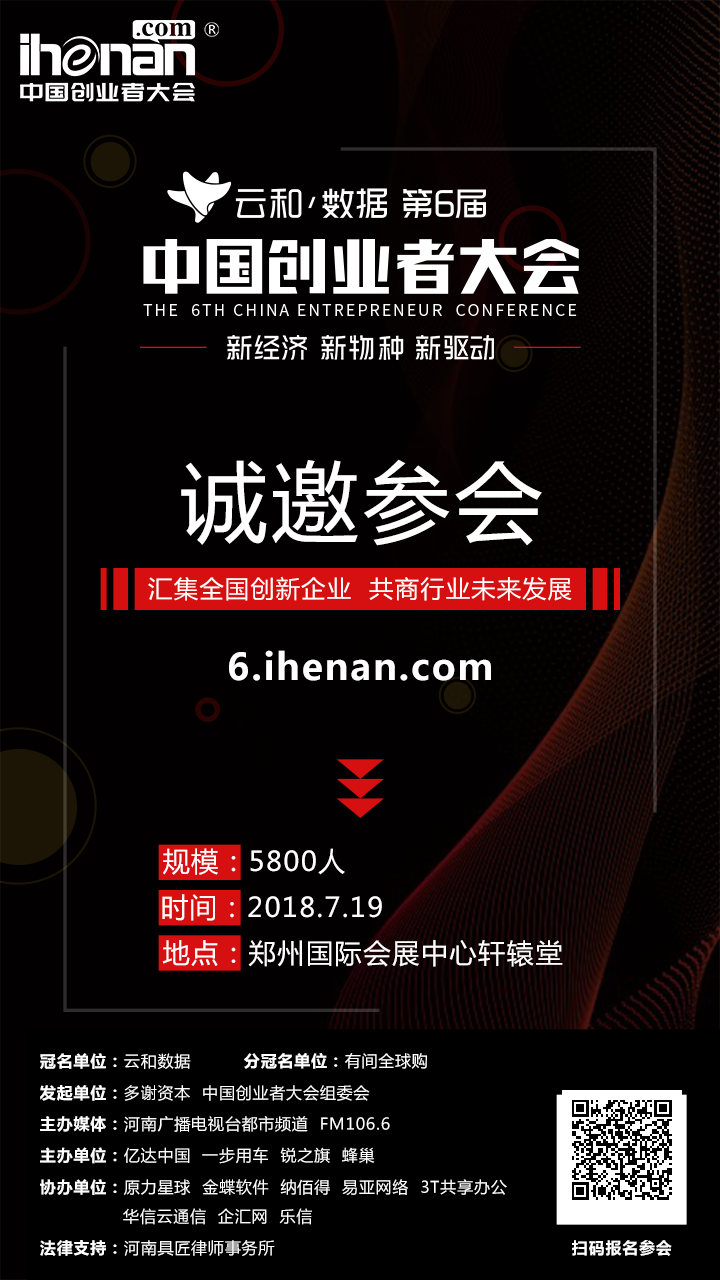 ihenan.com®
中国创业者大会
云和数据 第6届
中国创业者大会
THE 6TH CHINA ENTREPRENEUR CONFERENCE
新经济 新物种 新驱动
诚邀参会
汇集全国创新企业 共商行业未来发展
6.ihenan.com
规模：5800人
时间：2018.7.19
地点：郑州国际会展中心轩辕堂
冠名单位：云和数据 分冠名单位：有间全球购
发起单位：多谢资本 中国创业者大会组委会
主办媒体：河南广播电视台都市频道 FM106.6
主办单位：亿达中国 一步用车 锐之旗 蜂巢
协办单位：原力星球 金蝶软件 纳佰得 易亚网络 3T共享办公
华信云通信 企汇网 乐信
法律支持：河南具匠律师事务所
扫码报名参会